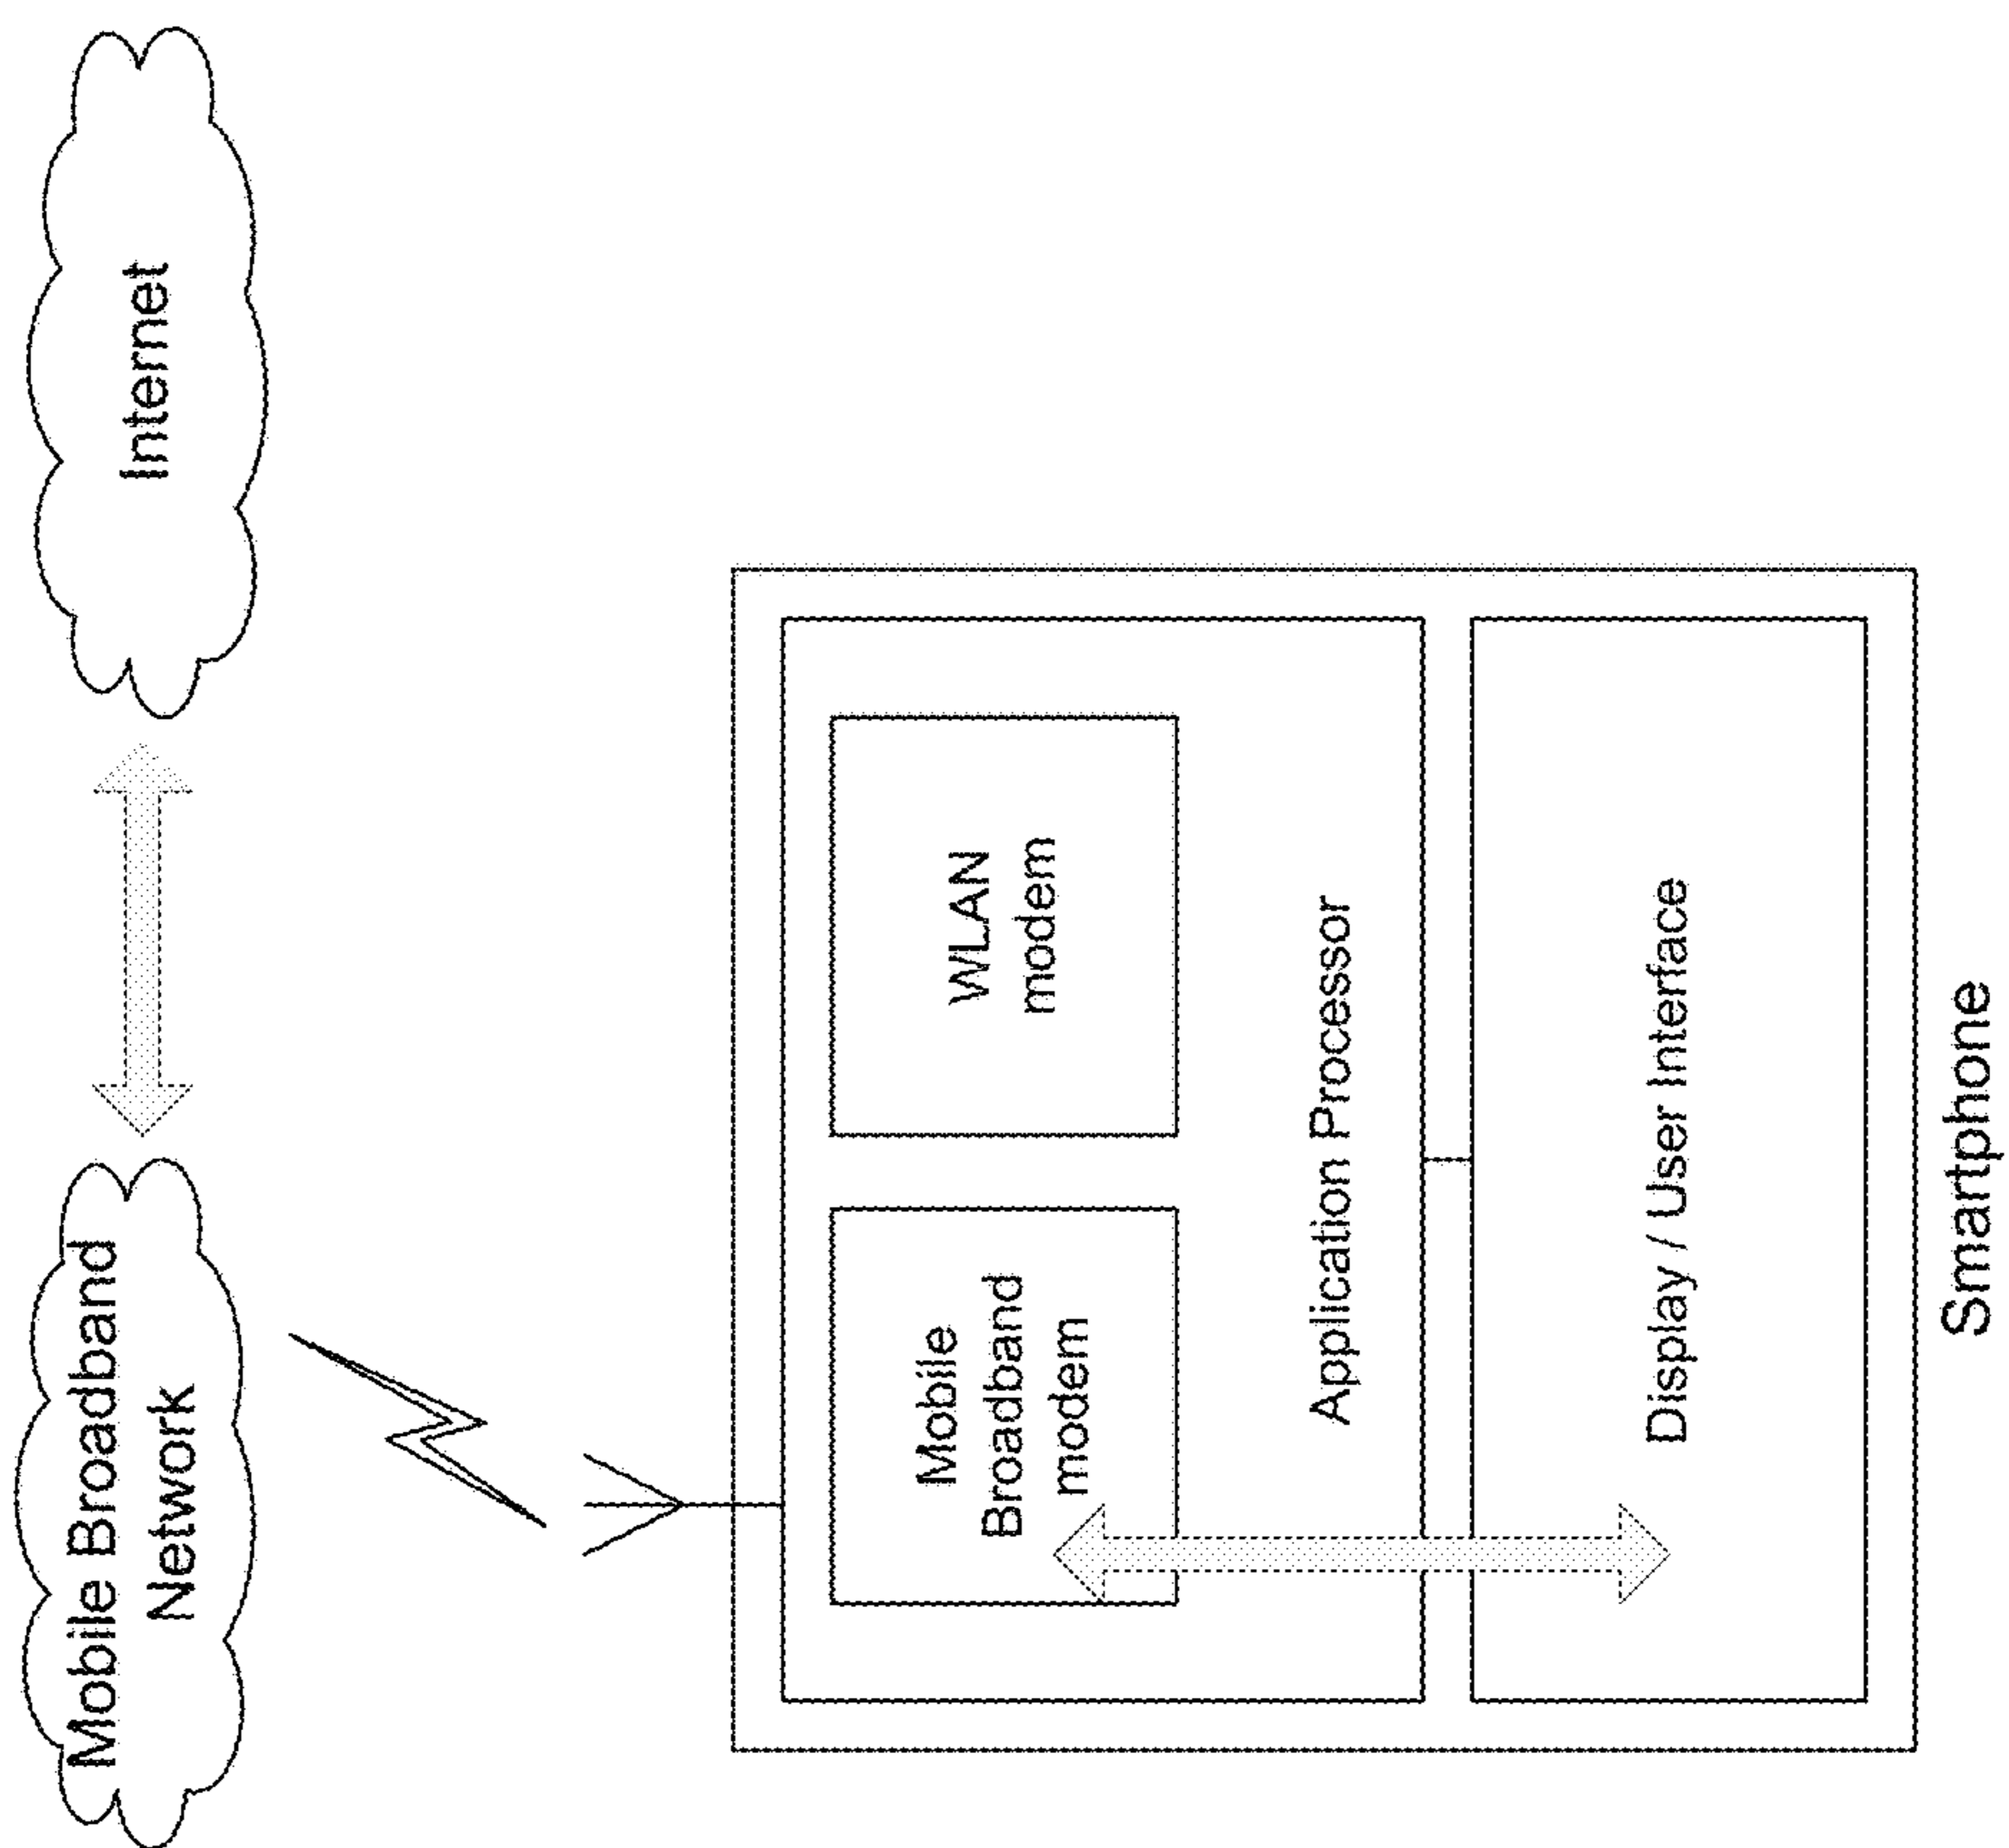 Mobile Broadband
Network
Internet
Mobile
Broadband
modem
WLAN
modem
Application Processor
Display / User Interface
Smartphone